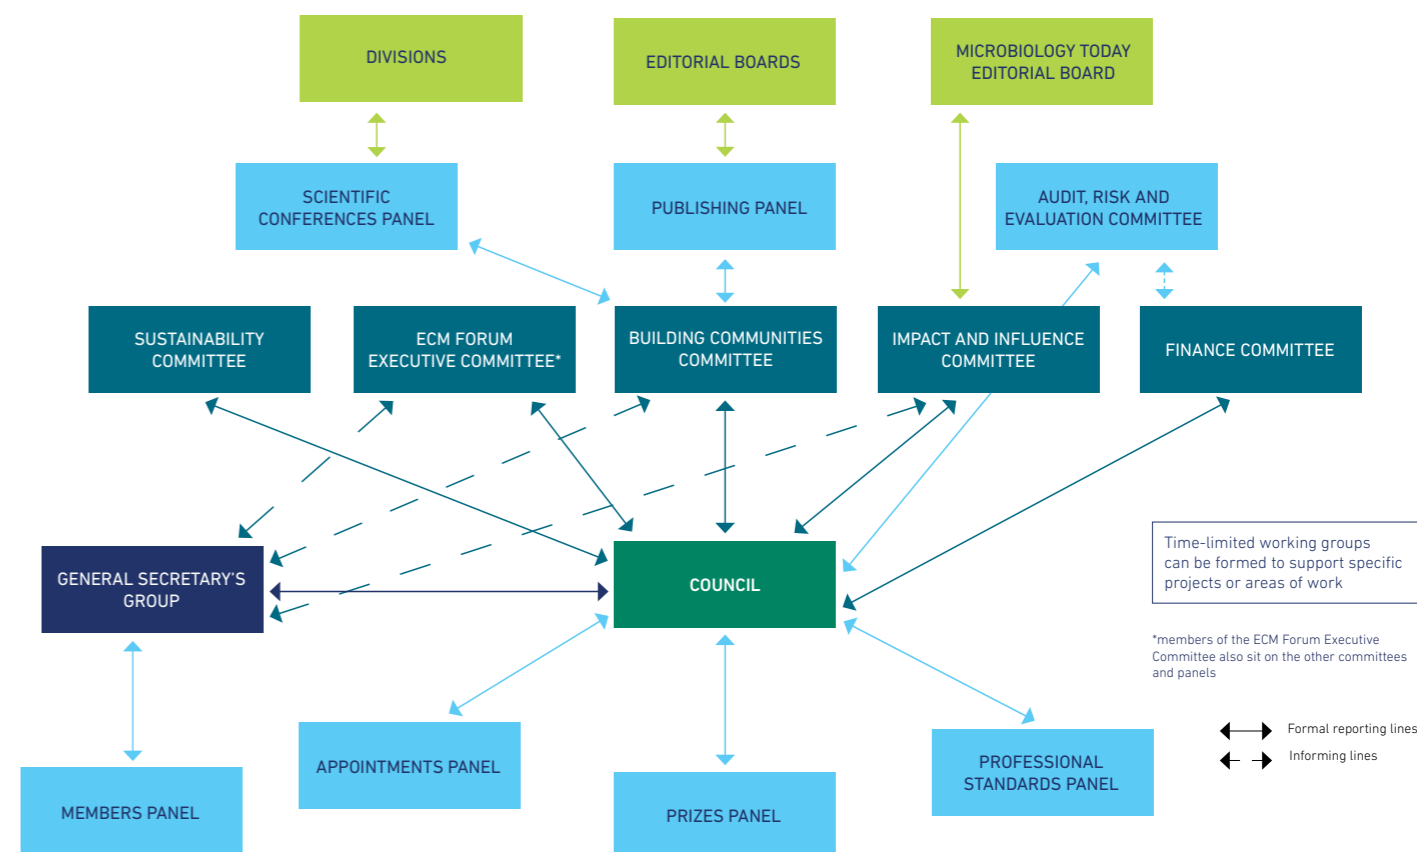 DIVISIONS
EDITORIAL BOARDS
MICROBIOLOGY TODAY
EDITORIAL BOARD
SCIENTIFIC
CONFERENCES PANEL
PUBLISHING PANEL
AUDIT, RISK AND
EVALUATION COMMITTEE
SUSTAINABILITY
COMMITTEE
ECM FORUM
EXECUTIVE COMMITTEE*
BUILDING COMMUNITIES
COMMITTEE
IMPACT AND INFLUENCE
COMMITTEE
FINANCE COMMITTEE
GENERAL SECRETARY'S
GROUP
COUNCIL
Time-limited working groups
can be formed to support specific
projects or areas of work
*members of the ECM Forum Executive
Committee also sit on the other committees
and panels
Formal reporting lines
Informing lines
MEMBERS PANEL
APPOINTMENTS PANEL
PRIZES PANEL
PROFESSIONAL
STANDARDS PANEL